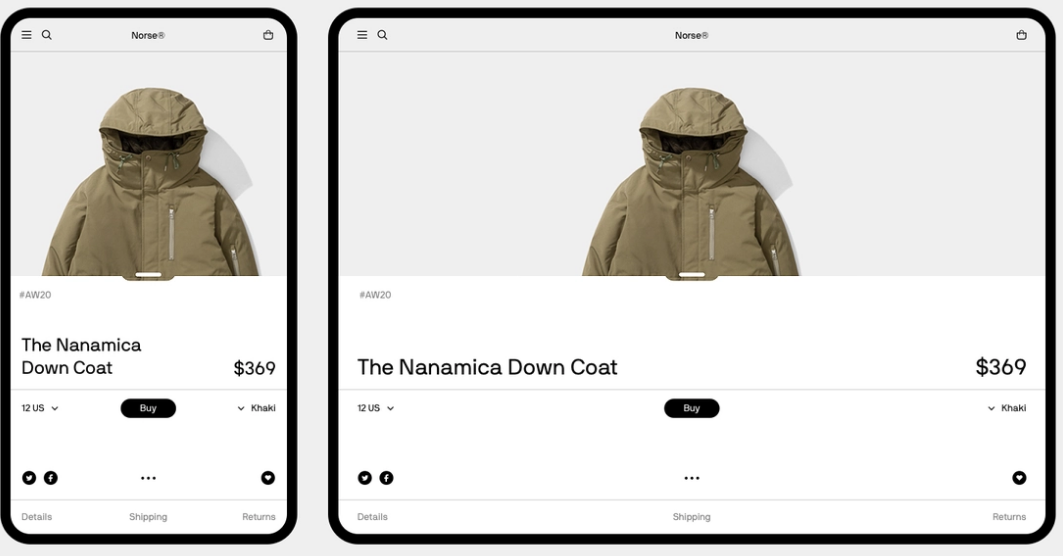 Norse®
#AW20
The Nanamica
Down Coat
$369
12 US
Buy
Khaki
Details
Shipping
Returns
Norse®
#AW20
The Nanamica Down Coat
$369
12 US
Buy
Khaki
Details
Shipping
Returns